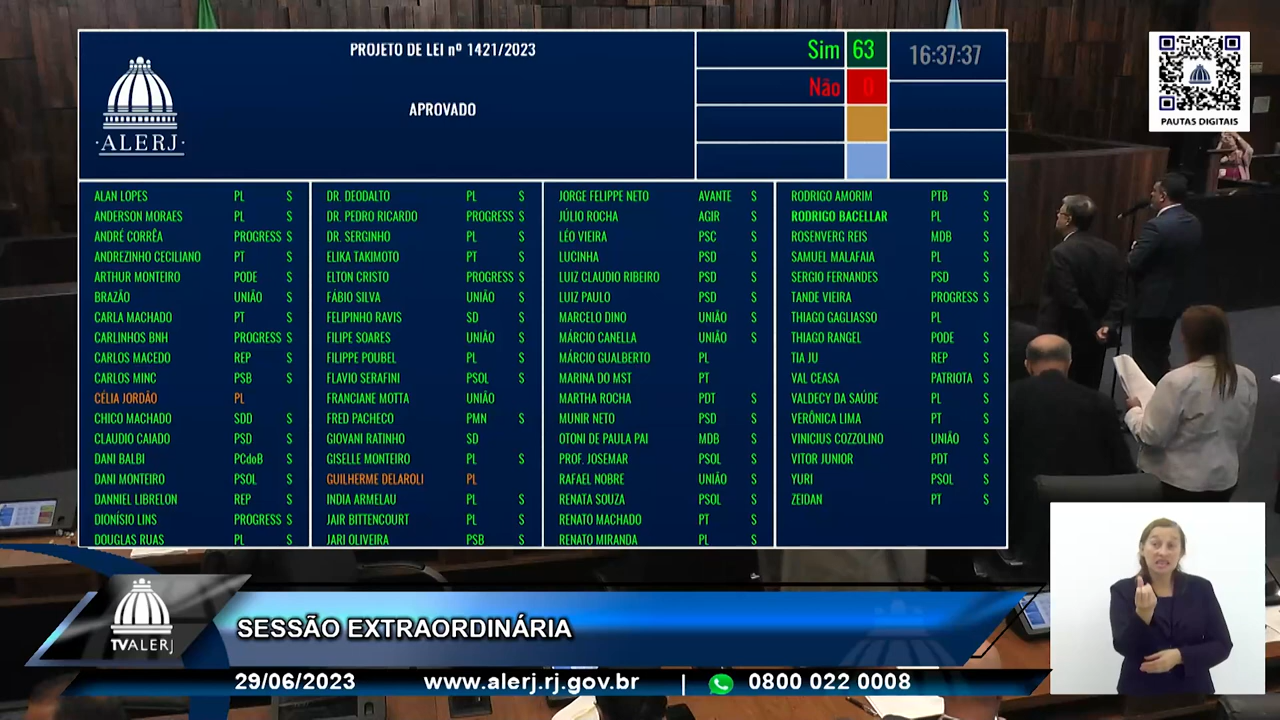 PROJETO DE LEI nº 1421/2023
APROVADO
·ALERJ·
Sim 63
Não 0
16:37:37
PAUTAS DIGITAIS
ALAN LOPES PL S
ANDERSON MORAES PL S
ANDRÉ CORRÊA PROGRESS S
ANDREZINHO CECILIANO PT S
ARTHUR MONTEIRO PODE S
BRAZÃO UNIÃO S
CARLA MACHADO PT S
CARLINHOS BNH PROGRESS S
CARLOS MACEDO REP S
CARLOS MINC PSB S
CÉLIA JORDÃO PL
CHICO MACHADO SDD S
CLAUDIO CAIADO PSD S
DANI BALBI PCdoB S
DANI MONTEIRO PSOL S
DANNIEL LIBRELON REP S
DIONÍSIO LINS PROGRESS S
DOUGLAS RUAS PL S
DR. DEODALTO PL S
DR. PEDRO RICARDO PROGRESS S
DR. SERGINHO PL S
ELIKA TAKIMOTO PT S
ELTON CRISTO PROGRESS S
FÁBIO SILVA UNIÃO S
FELIPINHO RAVIS SD S
FILIPE SOARES UNIÃO S
FILIPPE POUBEL PL S
FLAVIO SERAFINI PSOL S
FRANCIANE MOTTA UNIÃO
FRED PACHECO PMN S
GIOVANI RATINHO SD
GISELLE MONTEIRO PL S
GUILHERME DELAROLI PL
INDIA ARMELAU PL S
JAIR BITTENCOURT PL S
JARI OLIVEIRA PSB S
JORGE FELIPPE NETO AVANTE S
JÚLIO ROCHA AGIR S
LÉO VIEIRA PSC S
LUCINHA PSD S
LUIZ CLAUDIO RIBEIRO PSD S
LUIZ PAULO PSD S
MARCELO DINO UNIÃO S
MÁRCIO CANELLA UNIÃO S
MÁRCIO GUALBERTO PL
MARINA DO MST PT
MARTHA ROCHA PDT S
MUNIR NETO PSD S
OTONI DE PAULA PAI MDB S
PROF. JOSEMAR PSOL S
RAFAEL NOBRE UNIÃO S
RENATA SOUZA PSOL S
RENATO MACHADO PT S
RENATO MIRANDA PL S
RODRIGO AMORIM PTB S
RODRIGO BACELLAR PL S
ROSENVERG REIS MDB S
SAMUEL MALAFAIA PL S
SERGIO FERNANDES PSD S
TANDE VIEIRA PROGRESS S
THIAGO GAGLIASSO PL
THIAGO RANGEL PODE S
TIA JU REP S
VAL CEASA PATRIOTA S
VALDECY DA SAÚDE PL S
VERÔNICA LIMA PT S
VINICIUS COZZOLINO UNIÃO S
VITOR JUNIOR PDT S
YURI PSOL S
ZEIDAN PT S
TVALERJ
SESSÃO EXTRAORDINÁRIA
29/06/2023 www.alerj.rj.gov.br | 0800 022 0008